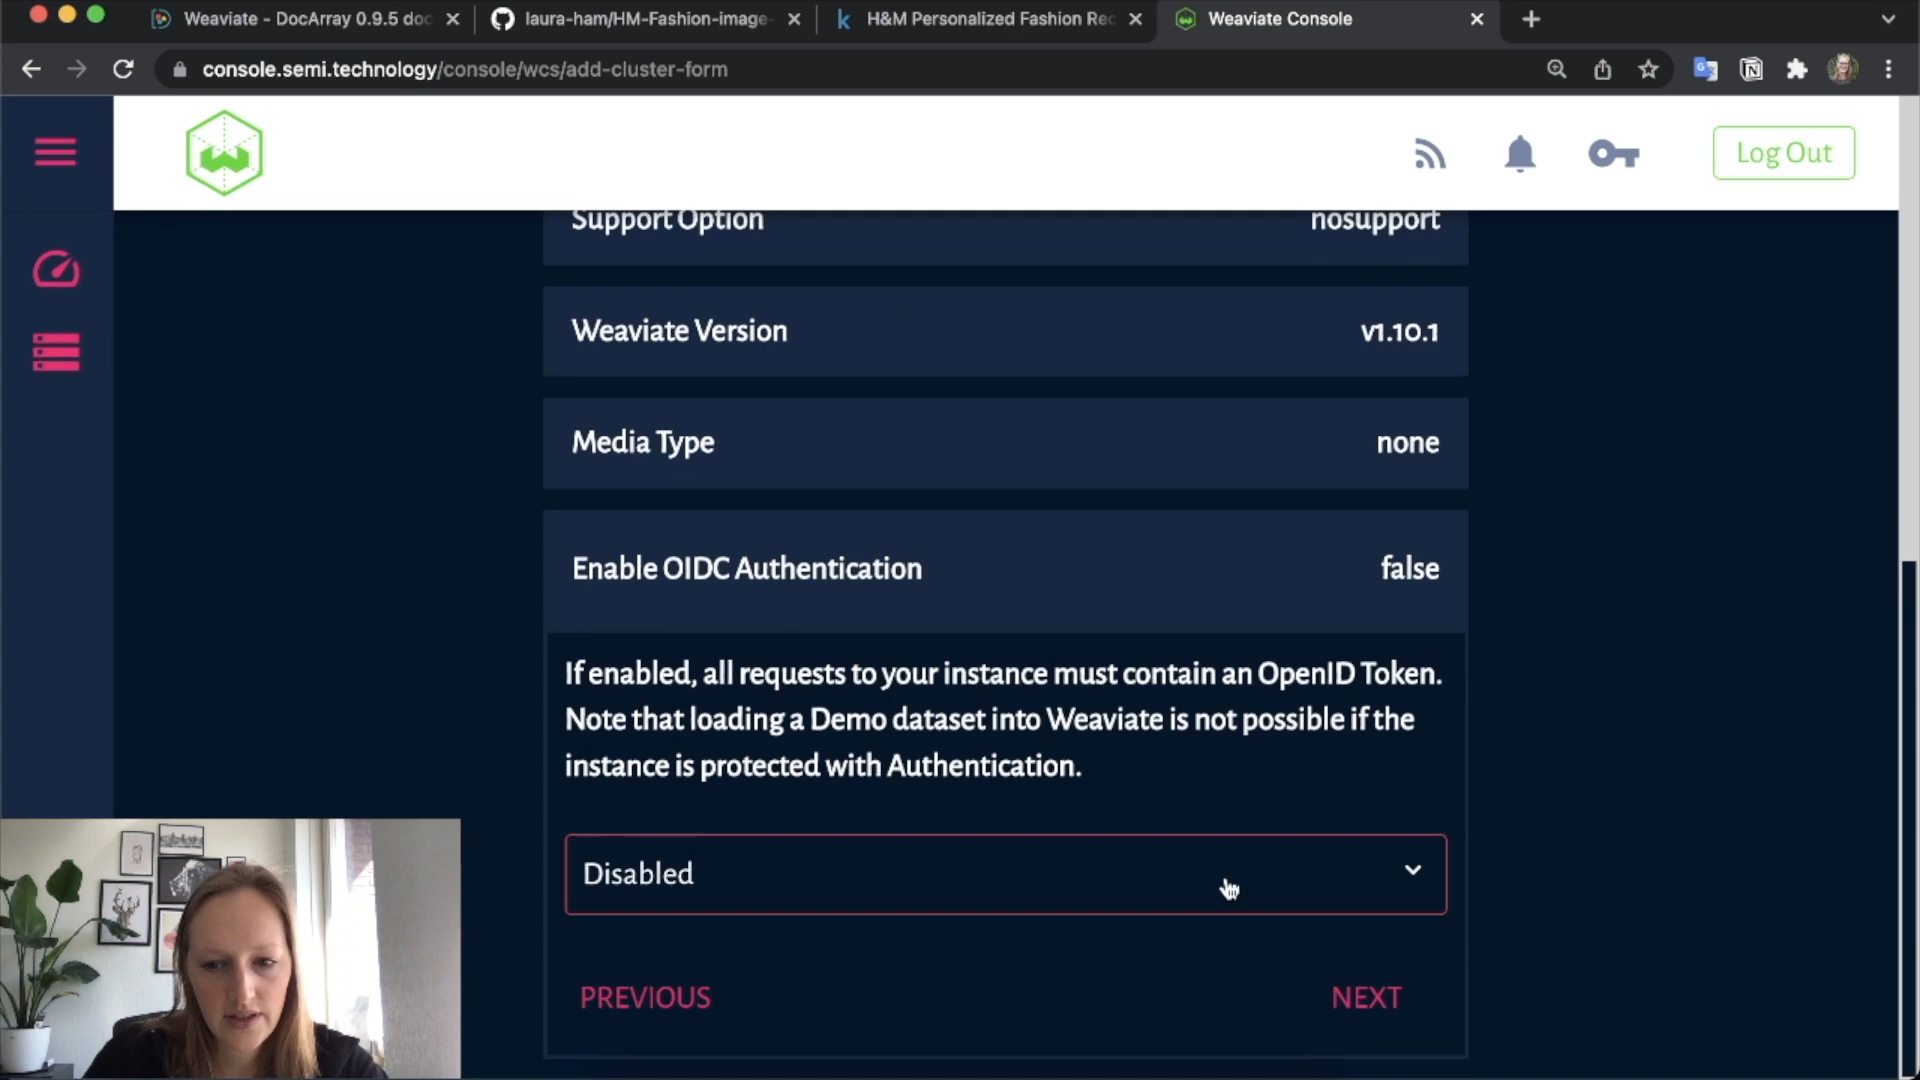 Weaviate - DocArray 0.9.5 doc
laura-ham/HM-Fashion-image-
H&M Personalized Fashion Rec
Weaviate Console
console.semi.technology/console/wcs/add-cluster-form
Log Out
Support Option nosupport
Weaviate Version v1.10.1
Media Type none
Enable OIDC Authentication false
If enabled, all requests to your instance must contain an OpenID Token.
Note that loading a Demo dataset into Weaviate is not possible if the
instance is protected with Authentication.
Disabled
PREVIOUS NEXT